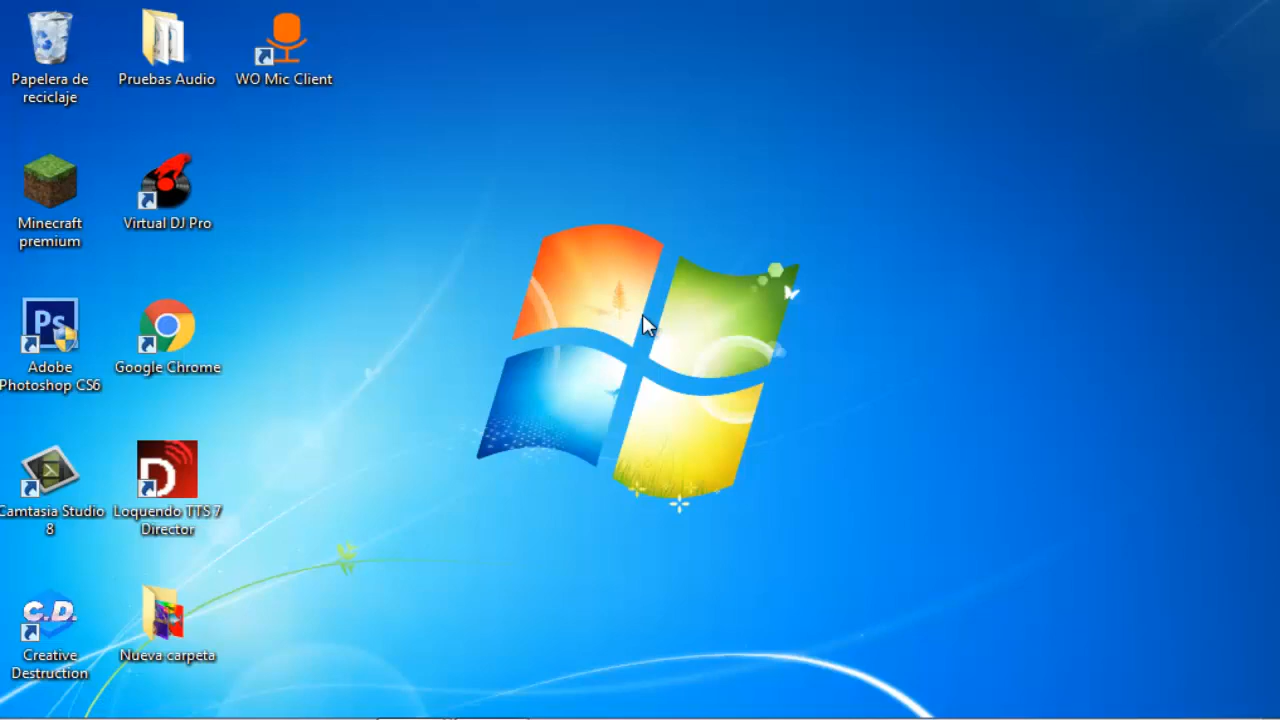 Papelera de
reciclaje
Pruebas Audio
WO Mic Client
Minecraft
premium
Virtual DJ Pro
Ps
Adobe
Photoshop CS6
Google Chrome
Camtasia Studio
8
D
Loquendo TTS 7
Director
C.D.
Creative
Destruction
Nueva carpeta